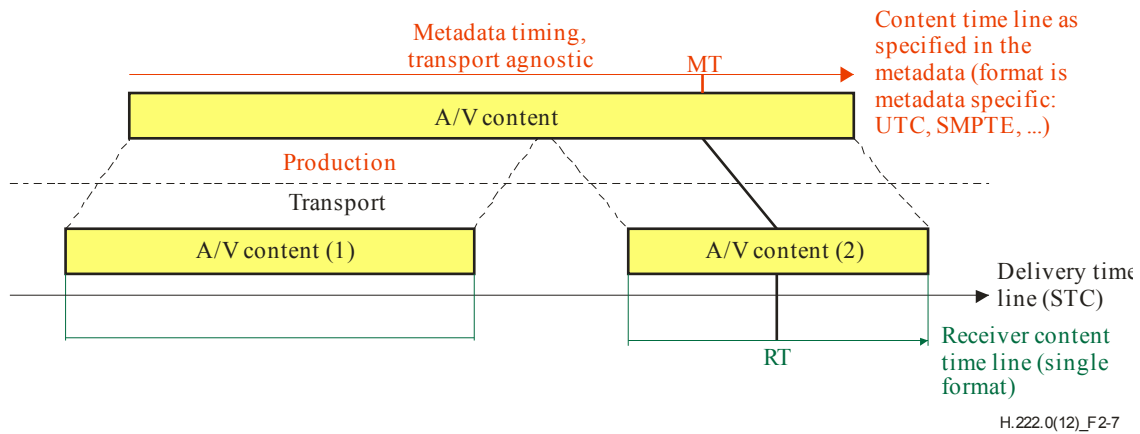 Metadata timing,
transport agnostic
MT
Content time line as
specified in the
metadata (format is
metadata specific:
UTC, SMPTE, ...)
A/V content
Production
Transport
A/V content (1)
A/V content (2)
Delivery time
line (STC)
RT
Receiver content
time line (single
format)
H.222.0(12)_F2-7